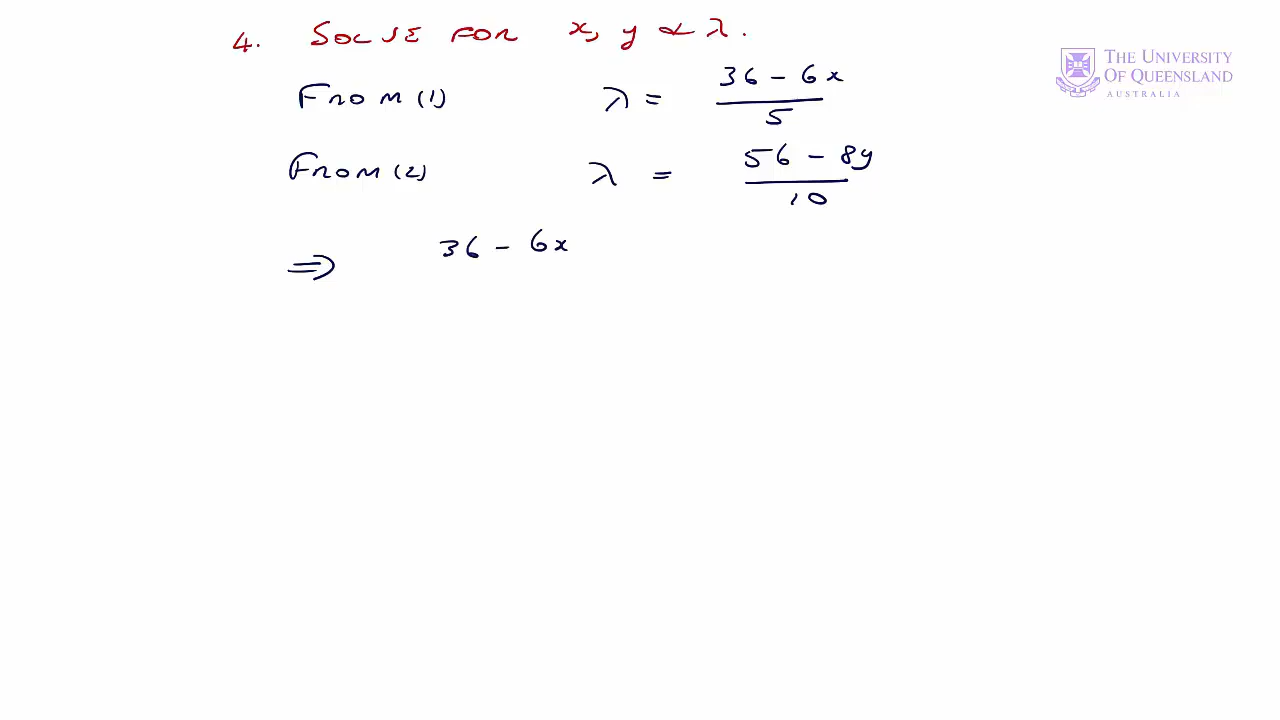 4. SOLVE FOR x, y & λ.
THE UNIVERSITY
OF QUEENSLAND
AUSTRALIA
FROM (1) λ = (36 - 6x)/5
FROM (2) λ = (56 - 8y)/10
⇒ 36 - 6x